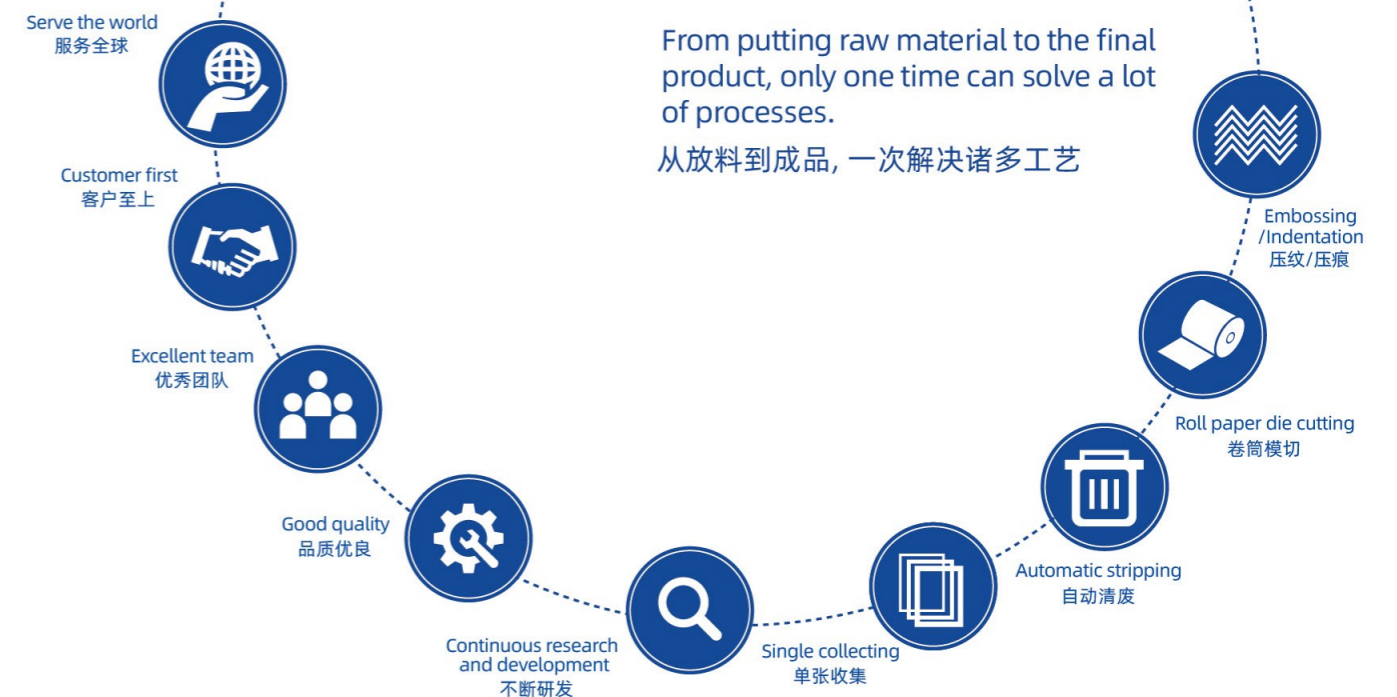 Serve the world
服务全球
From putting raw material to the final
product, only one time can solve a lot
of processes.
从放料到成品, 一次解决诸多工艺
Customer first
客户至上
Embossing
/Indentation
压纹/压痕
Excellent team
优秀团队
Roll paper die cutting
卷筒模切
Good quality
品质优良
Automatic stripping
自动清废
Continuous research
and development
不断研发
Single collecting
单张收集